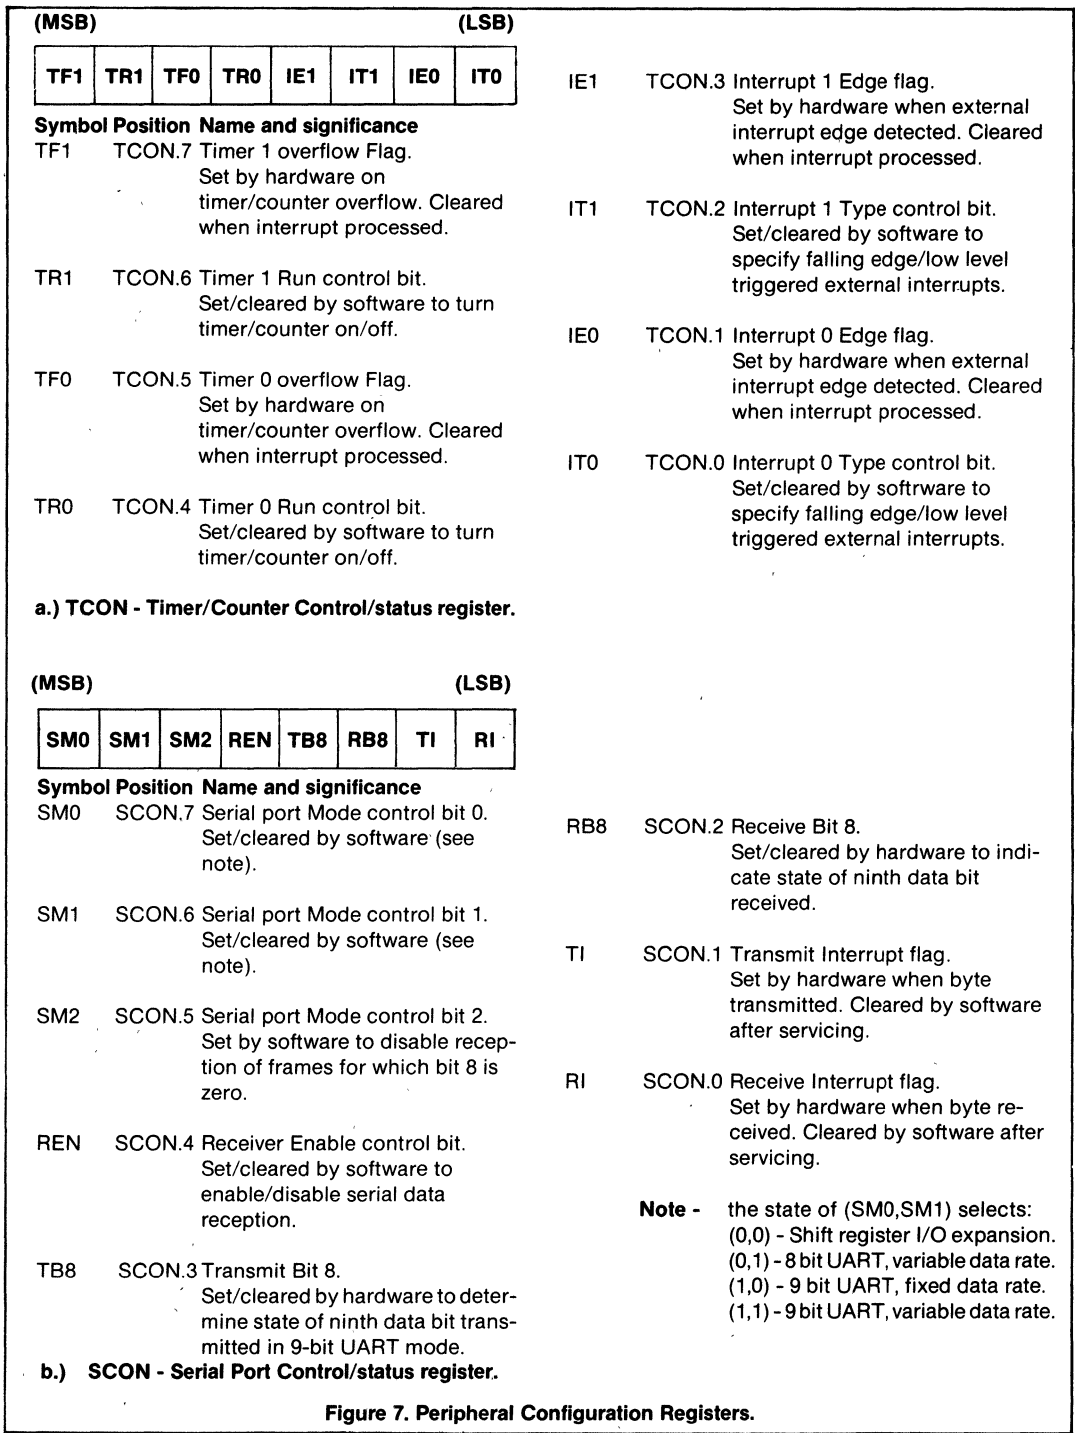 (MSB) (LSB)
TF1 TR1 TF0 TR0 IE1 IT1 IE0 IT0
Symbol Position Name and significance
TF1 TCON.7 Timer 1 overflow Flag.
Set by hardware on
timer/counter overflow. Cleared
when interrupt processed.
TR1 TCON.6 Timer 1 Run control bit.
Set/cleared by software to turn
timer/counter on/off.
TF0 TCON.5 Timer 0 overflow Flag.
Set by hardware on
timer/counter overflow. Cleared
when interrupt processed.
TR0 TCON.4 Timer 0 Run control bit.
Set/cleared by software to turn
timer/counter on/off.
IE1 TCON.3 Interrupt 1 Edge flag.
Set by hardware when external
interrupt edge detected. Cleared
when interrupt processed.
IT1 TCON.2 Interrupt 1 Type control bit.
Set/cleared by software to
specify falling edge/low level
triggered external interrupts.
IE0 TCON.1 Interrupt 0 Edge flag.
Set by hardware when external
interrupt edge detected. Cleared
when interrupt processed.
IT0 TCON.0 Interrupt 0 Type control bit.
Set/cleared by softrware to
specify falling edge/low level
triggered external interrupts.
a.) TCON - Timer/Counter Control/status register.
(MSB) (LSB)
SM0 SM1 SM2 REN TB8 RB8 TI RI
Symbol Position Name and significance
SM0 SCON.7 Serial port Mode control bit 0.
Set/cleared by software (see
note).
SM1 SCON.6 Serial port Mode control bit 1.
Set/cleared by software (see
note).
SM2 SCON.5 Serial port Mode control bit 2.
Set by software to disable recep-
tion of frames for which bit 8 is
zero.
REN SCON.4 Receiver Enable control bit.
Set/cleared by software to
enable/disable serial data
reception.
TB8 SCON.3 Transmit Bit 8.
Set/cleared by hardware to deter-
mine state of ninth data bit trans-
mitted in 9-bit UART mode.
RB8 SCON.2 Receive Bit 8.
Set/cleared by hardware to indi-
cate state of ninth data bit
received.
TI SCON.1 Transmit Interrupt flag.
Set by hardware when byte
transmitted. Cleared by software
after servicing.
RI SCON.0 Receive Interrupt flag.
Set by hardware when byte re-
ceived. Cleared by software after
servicing.
Note - the state of (SM0,SM1) selects:
(0,0) - Shift register I/O expansion.
(0,1) - 8 bit UART, variable data rate.
(1,0) - 9 bit UART, fixed data rate.
(1,1) - 9 bit UART, variable data rate.
b.) SCON - Serial Port Control/status register.
Figure 7. Peripheral Configuration Registers.